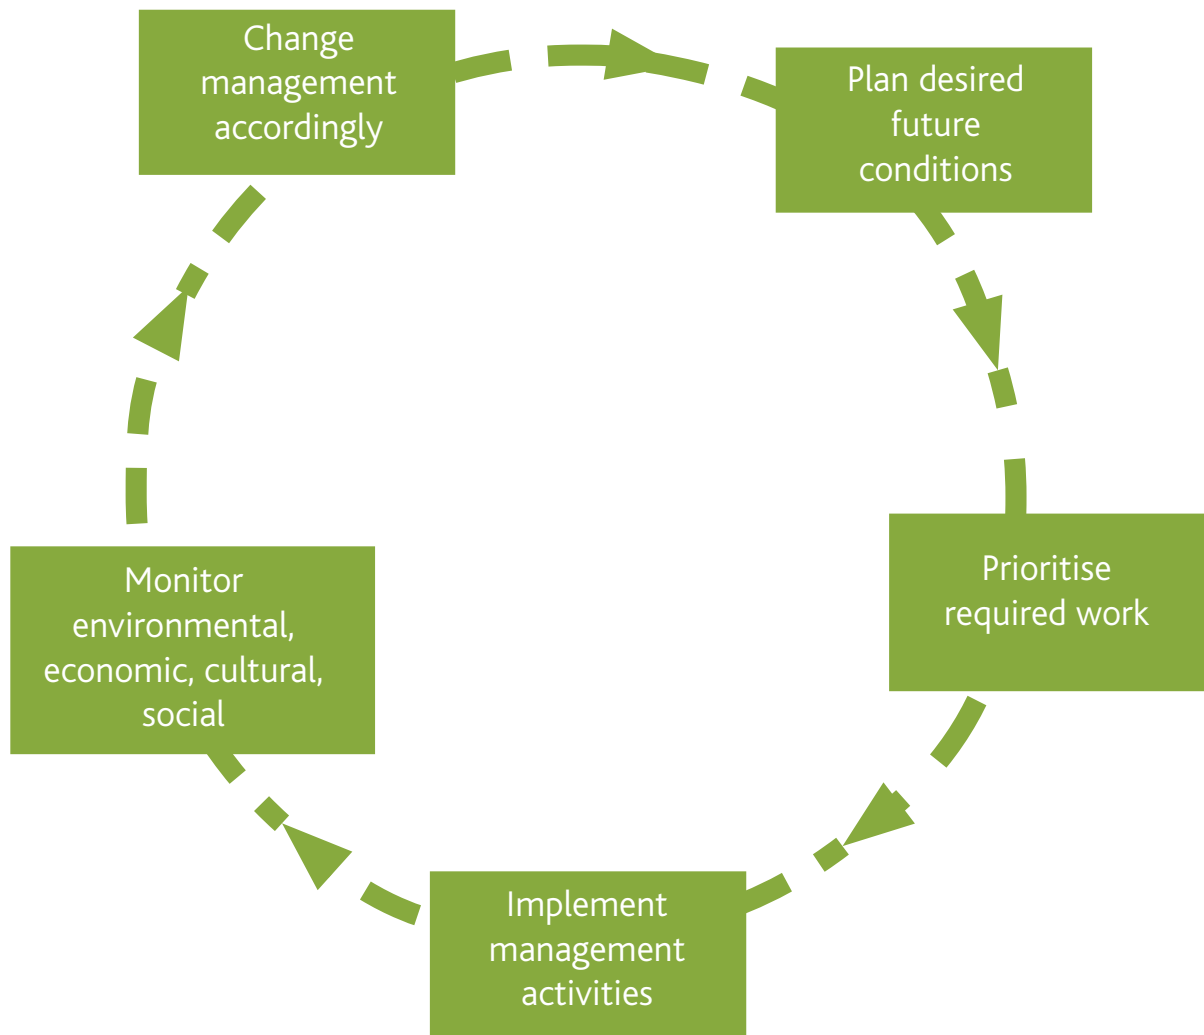 Change
management
accordingly
Plan desired
future
conditions
Prioritise
required work
Implement
management
activities
Monitor
environmental,
economic, cultural,
social